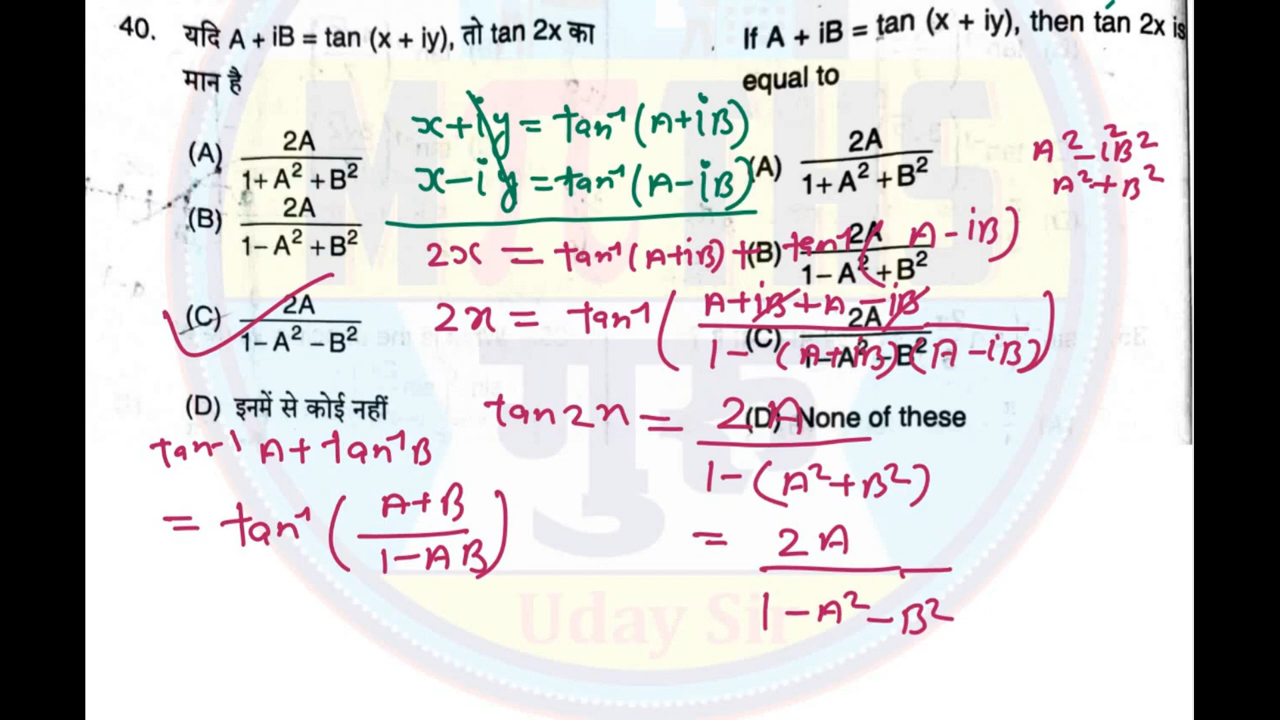 40. यदि A + iB = tan (x + iy), तो tan 2x का
मान है
(A) 2A / 1+ A² +B²
(B) 2A / 1– A² +B²
(C) 2A / 1– A² –B²
(D) इनमें से कोई नहीं
If A + iB = tan (x + iy), then tan 2x is
equal to
(A) 2A / 1+ A² +B²
(B) 2A / 1– A² +B²
(C) 2A / 1– A² –B²
(D) None of these
x+iy = tan⁻¹(A+iB)
x–iy = tan⁻¹(A–iB)
2x = tan⁻¹(A+iB) + tan⁻¹(A–iB)
2x = tan⁻¹(A+iB+A–iB / 1–(A+iB)(A–iB))
tan2x = 2A / 1–(A²+B²)
= 2A / 1–A²–B²
A²–i²B²
A²+B²
tan⁻¹A+tan⁻¹B
= tan⁻¹(A+B / 1–AB)
गुरु
Uday Sir